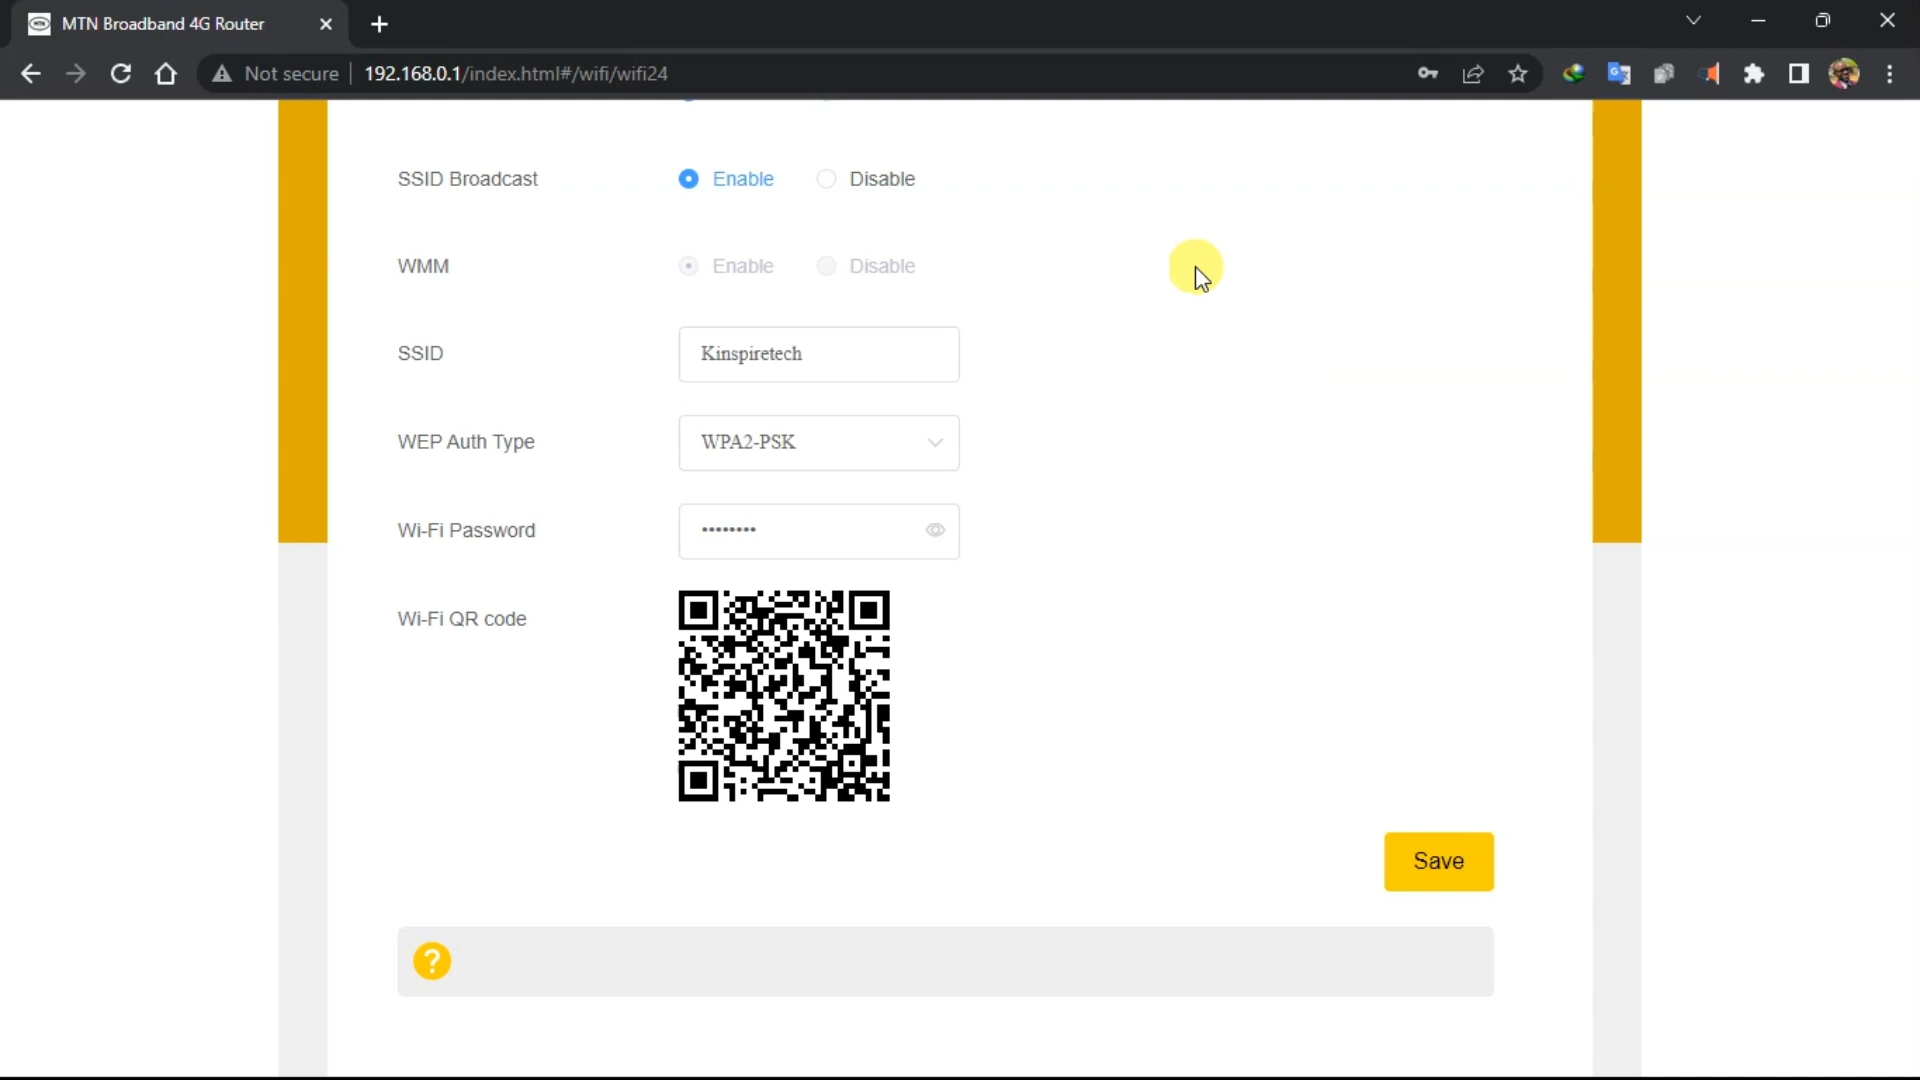 MTN Broadband 4G Router
Not secure 192.168.0.1/index.html#/wifi/wifi24
SSID Broadcast Enable Disable
WMM Enable Disable
SSID Kinspiretech
WEP Auth Type WPA2-PSK
Wi-Fi Password ••••••••
Wi-Fi QR code
Save
?